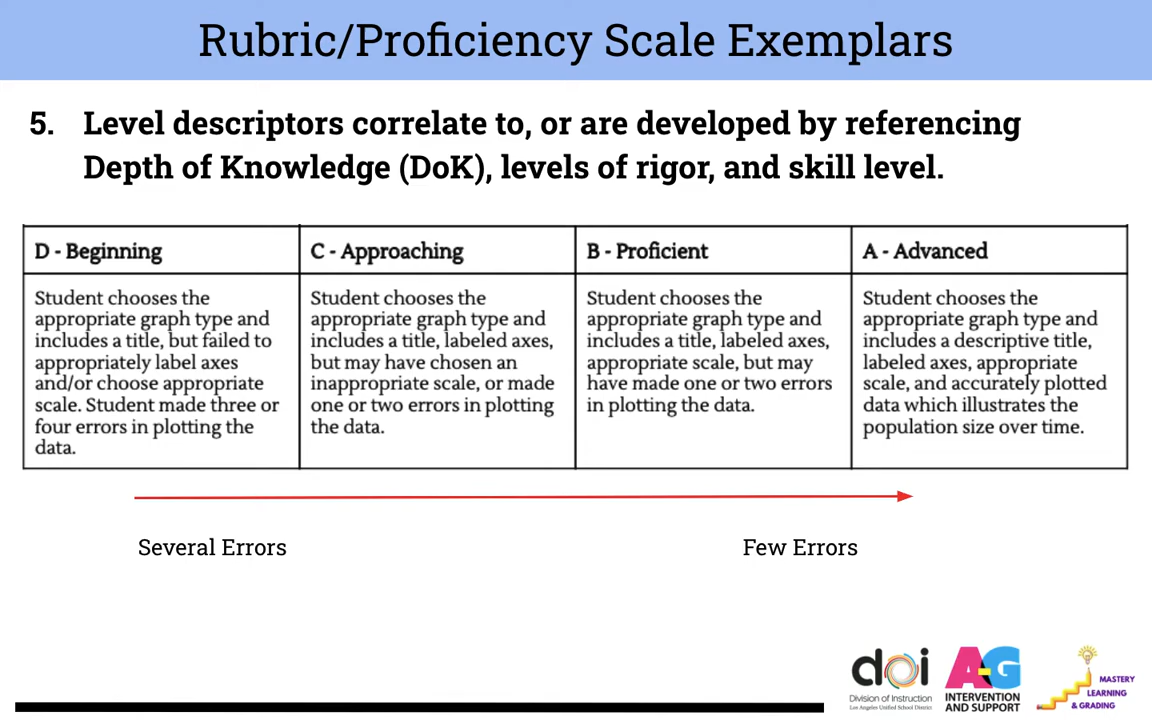 Rubric/Proficiency Scale Exemplars
5. Level descriptors correlate to, or are developed by referencing
Depth of Knowledge (DoK), levels of rigor, and skill level.
D - Beginning
Student chooses the
appropriate graph type and
includes a title, but failed to
appropriately label axes
and/or choose appropriate
scale. Student made three or
four errors in plotting the
data.
C - Approaching
Student chooses the
appropriate graph type and
includes a title, labeled axes,
but may have chosen an
inappropriate scale, or made
one or two errors in plotting
the data.
B - Proficient
Student chooses the
appropriate graph type and
includes a title, labeled axes,
appropriate scale, but may
have made one or two errors
in plotting the data.
A - Advanced
Student chooses the
appropriate graph type and
includes a descriptive title,
labeled axes, appropriate
scale, and accurately plotted
data which illustrates the
population size over time.
Several Errors
Few Errors
doi
Division of Instruction
Los Angeles Unified School District
A-G
INTERVENTION
AND SUPPORT
MASTERY
LEARNING
& GRADING